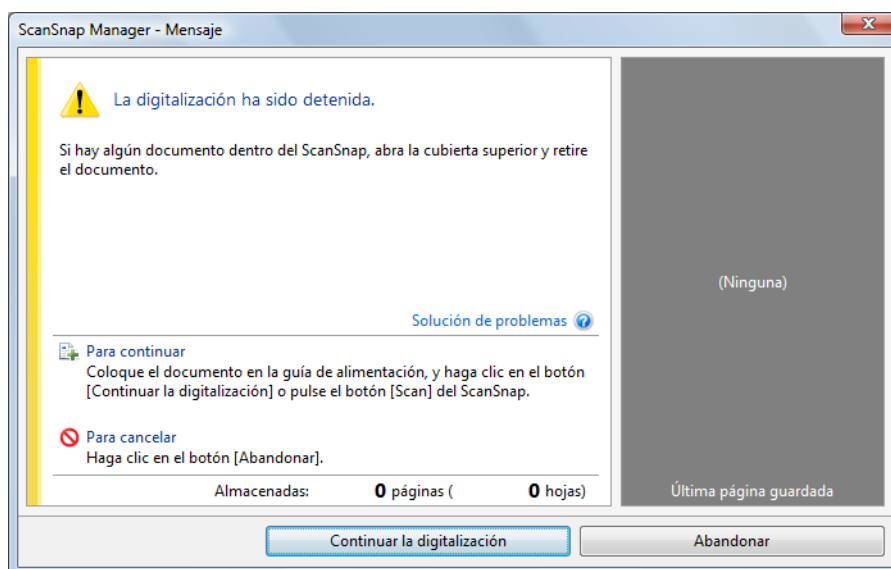 ScanSnap Manager - Mensaje
La digitalización ha sido detenida.
Si hay algún documento dentro del ScanSnap, abra la cubierta superior y retire
el documento.
(Ninguna)
Solución de problemas
Para continuar
Coloque el documento en la guía de alimentación, y haga clic en el botón
[Continuar la digitalización] o pulse el botón [Scan] del ScanSnap.
Para cancelar
Haga clic en el botón [Abandonar].
Almacenadas: 0 páginas ( 0 hojas)
Última página guardada
Continuar la digitalización
Abandonar